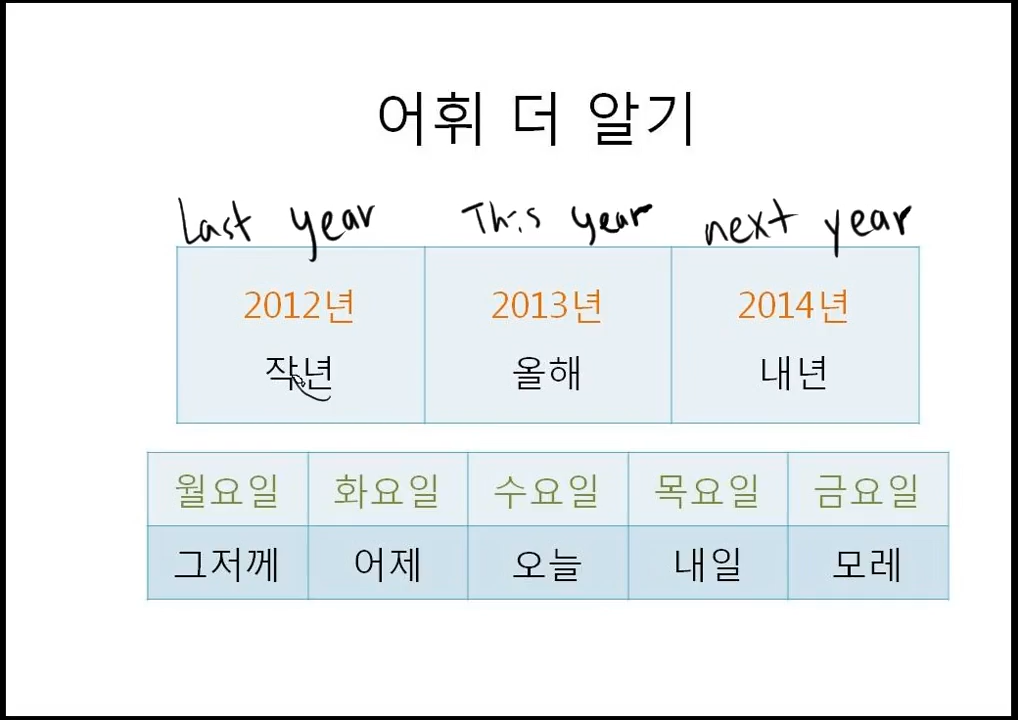 어휘 더 알기
Last year This year next year
2012년 2013년 2014년
작년 올해 내년
월요일 화요일 수요일 목요일 금요일
그저께 어제 오늘 내일 모레